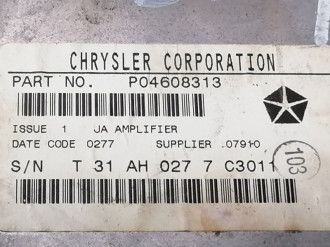 CHRYSLER CORPORATION
PART NO. P04608313
ISSUE 1 JA AMPLIFIER
DATE CODE 0277 SUPPLIER .07910
S/N T 31 AH 027 7 C3011
103